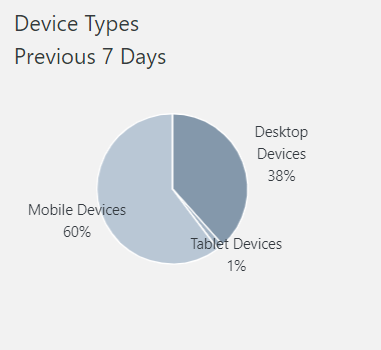 Device Types
Previous 7 Days
Desktop
Devices
38%
Mobile Devices
60%
Tablet Devices
1%